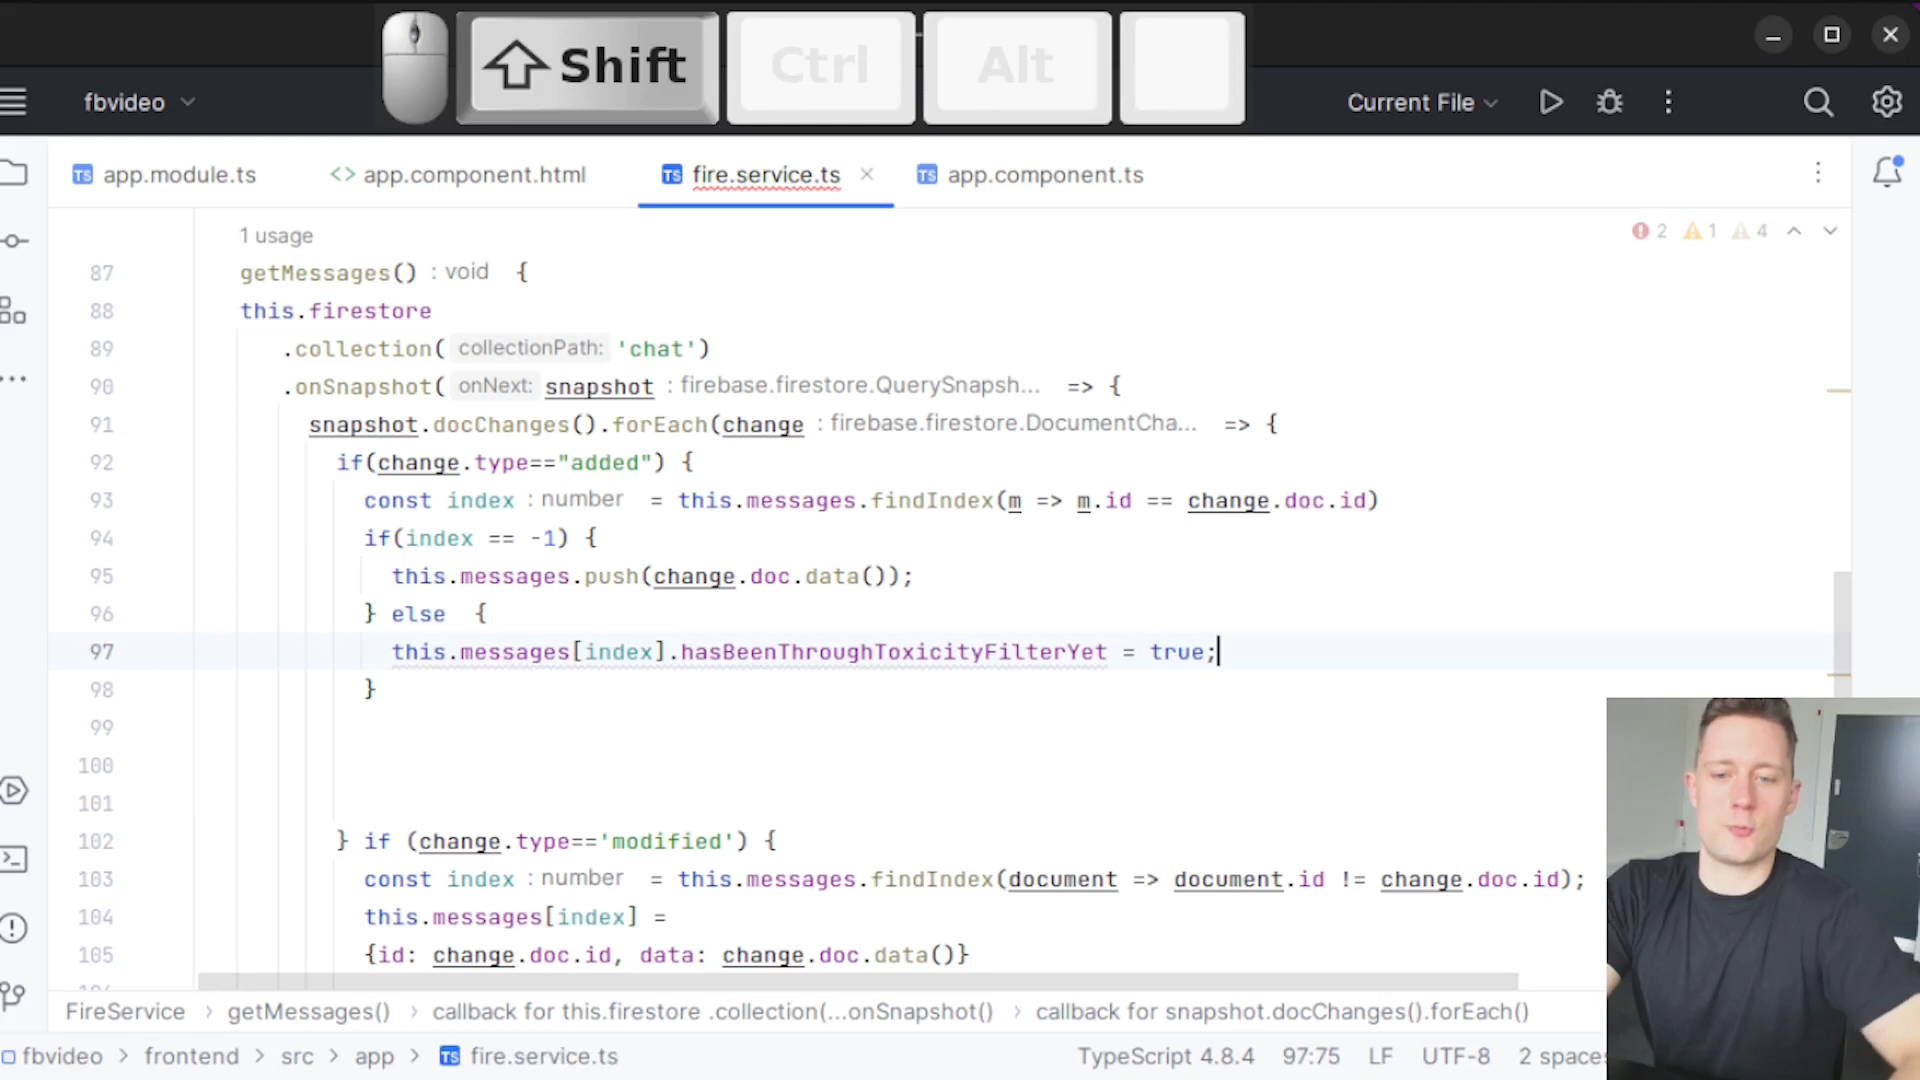 Shift Ctrl Alt
fbvideo Current File
app.module.ts app.component.html fire.service.ts app.component.ts
1 usage 2 1 4
87 getMessages() : void {
88 this.firestore
89 .collection( collectionPath: 'chat')
90 .onSnapshot( onNext: snapshot : firebase.firestore.QuerySnapsh... => {
91 snapshot.docChanges().forEach(change : firebase.firestore.DocumentCha... => {
92 if(change.type=="added") {
93 const index : number = this.messages.findIndex(m => m.id == change.doc.id)
94 if(index == -1) {
95 this.messages.push(change.doc.data());
96 } else {
97 this.messages[index].hasBeenThroughToxicityFilterYet = true;
98 }
99
100
101
102 } if (change.type=='modified') {
103 const index : number = this.messages.findIndex(document => document.id != change.doc.id);
104 this.messages[index] =
105 {id: change.doc.id, data: change.doc.data()}
FireService > getMessages() > callback for this.firestore .collection(...onSnapshot() > callback for snapshot.docChanges().forEach()
fbvideo > frontend > src > app > TS fire.service.ts TypeScript 4.8.4 97:75 LF UTF-8 2 spaces